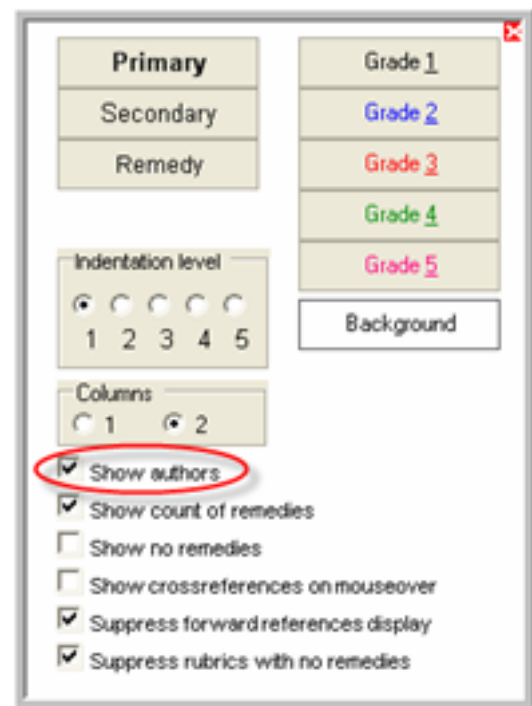 Primary
Secondary
Remedy
Grade 1
Grade 2
Grade 3
Grade 4
Grade 5
Background
Indentation level
1 2 3 4 5
Columns
1 2
Show authors
Show count of remedies
Show no remedies
Show crossreferences on mouseover
Suppress forward references display
Suppress rubrics with no remedies